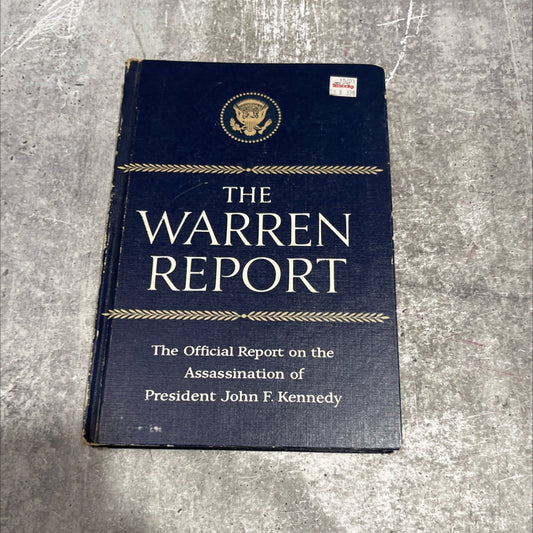 THE
WARREN
REPORT
The Official Report on the
Assassination of
President John F. Kennedy